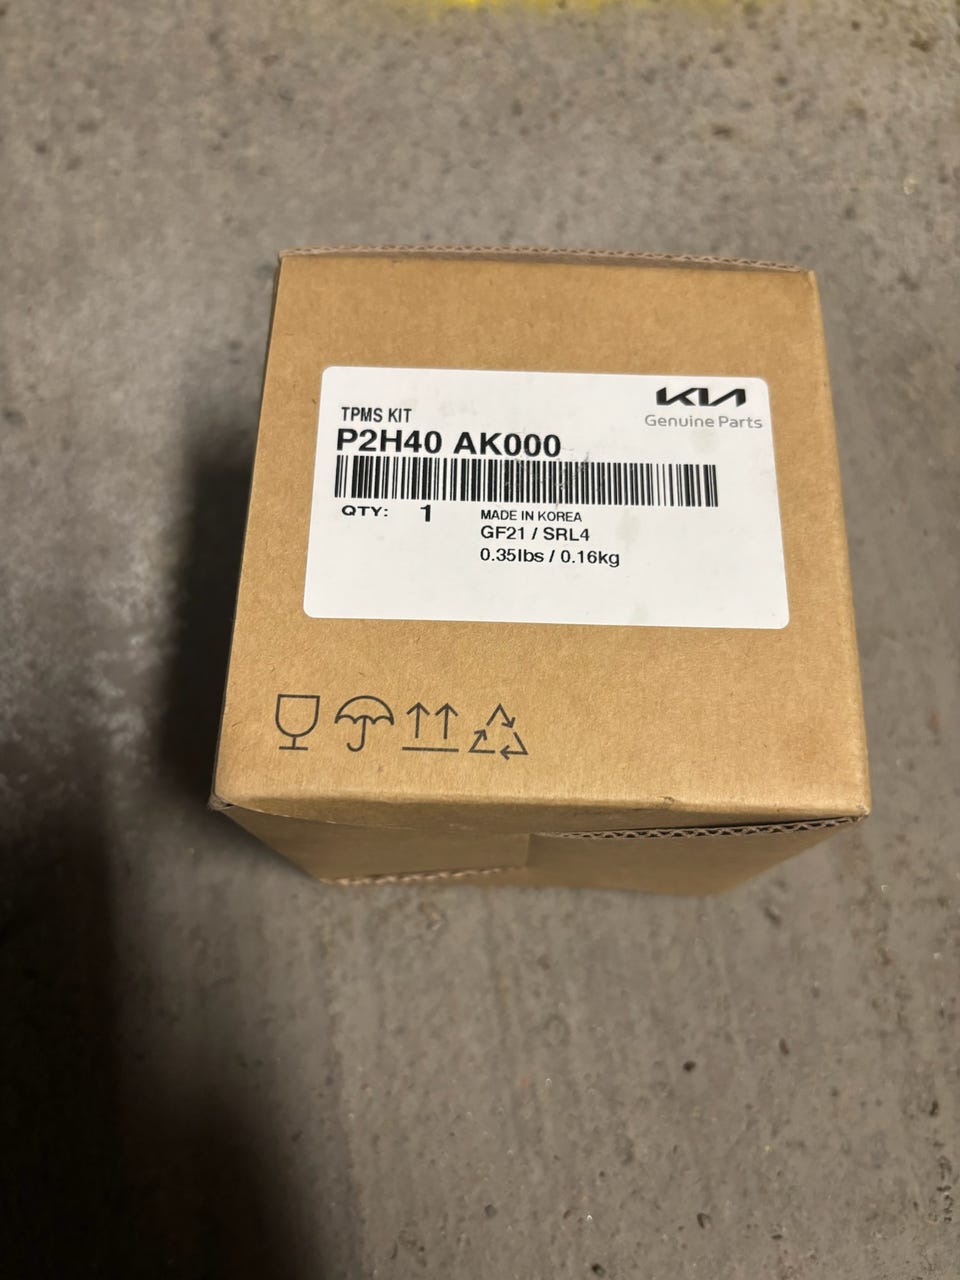 KIA
Genuine Parts
TPMS KIT
P2H40 AK000
QTY: 1
MADE IN KOREA
GF21 / SRL4
0.35lbs / 0.16kg